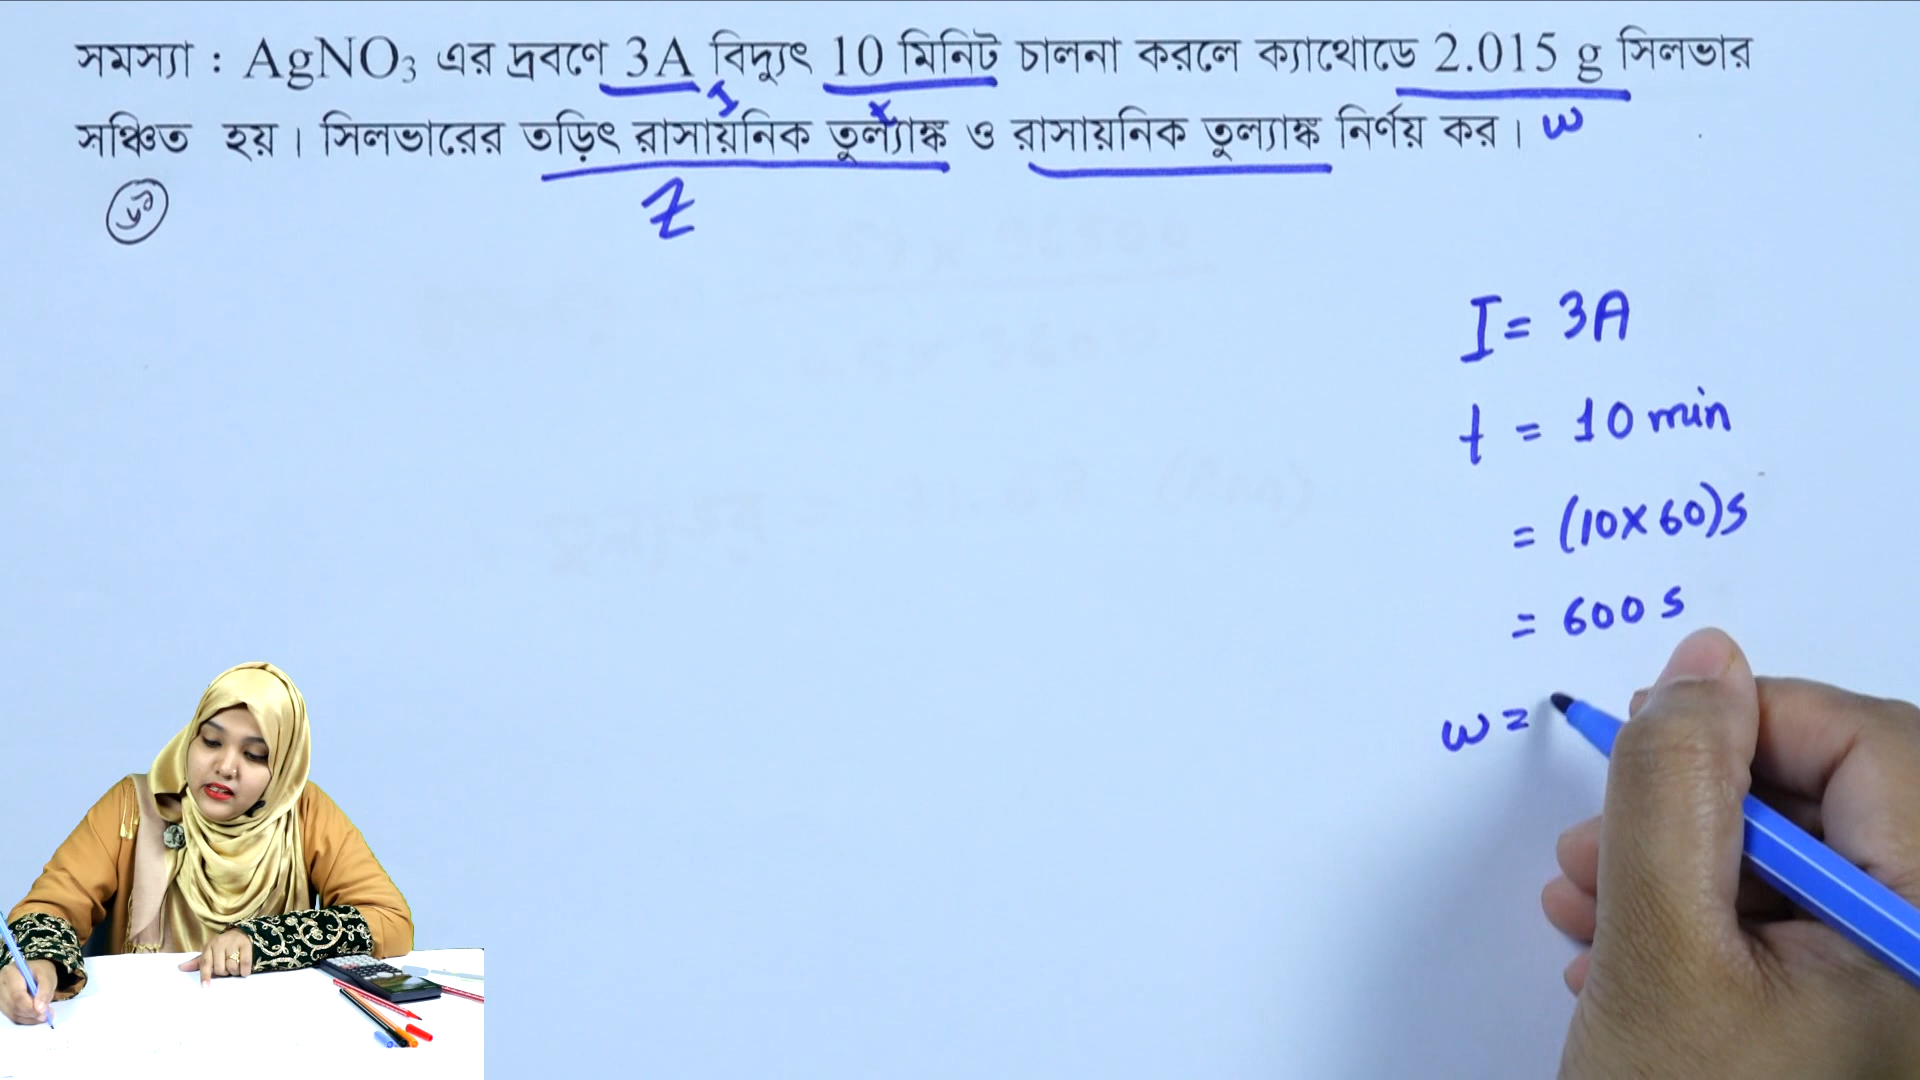 সমস্যা : AgNO₃ এর দ্রবণে 3A বিদ্যুৎ 10 মিনিট চালনা করলে ক্যাথোডে 2.015 g সিলভার
I
t
সঞ্চিত হয়। সিলভারের তড়িৎ রাসায়নিক তুল্যাঙ্ক ও রাসায়নিক তুল্যাঙ্ক নির্ণয় কর। W
Z
I = 3A
t = 10 min
= (10×60)s
= 600 s
W =